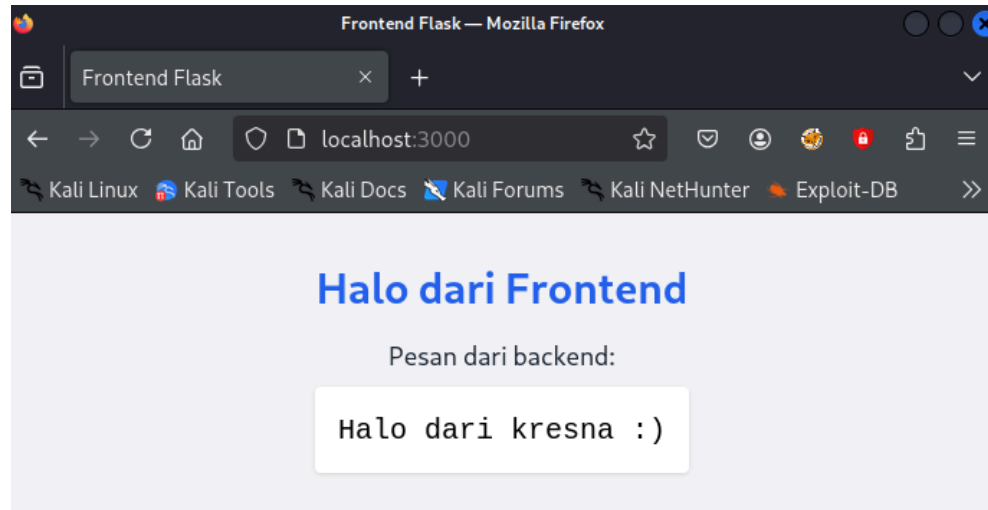 Frontend Flask — Mozilla Firefox
Frontend Flask
localhost:3000
Kali Linux Kali Tools Kali Docs Kali Forums Kali NetHunter Exploit-DB
Halo dari Frontend
Pesan dari backend:
Halo dari kresna :)